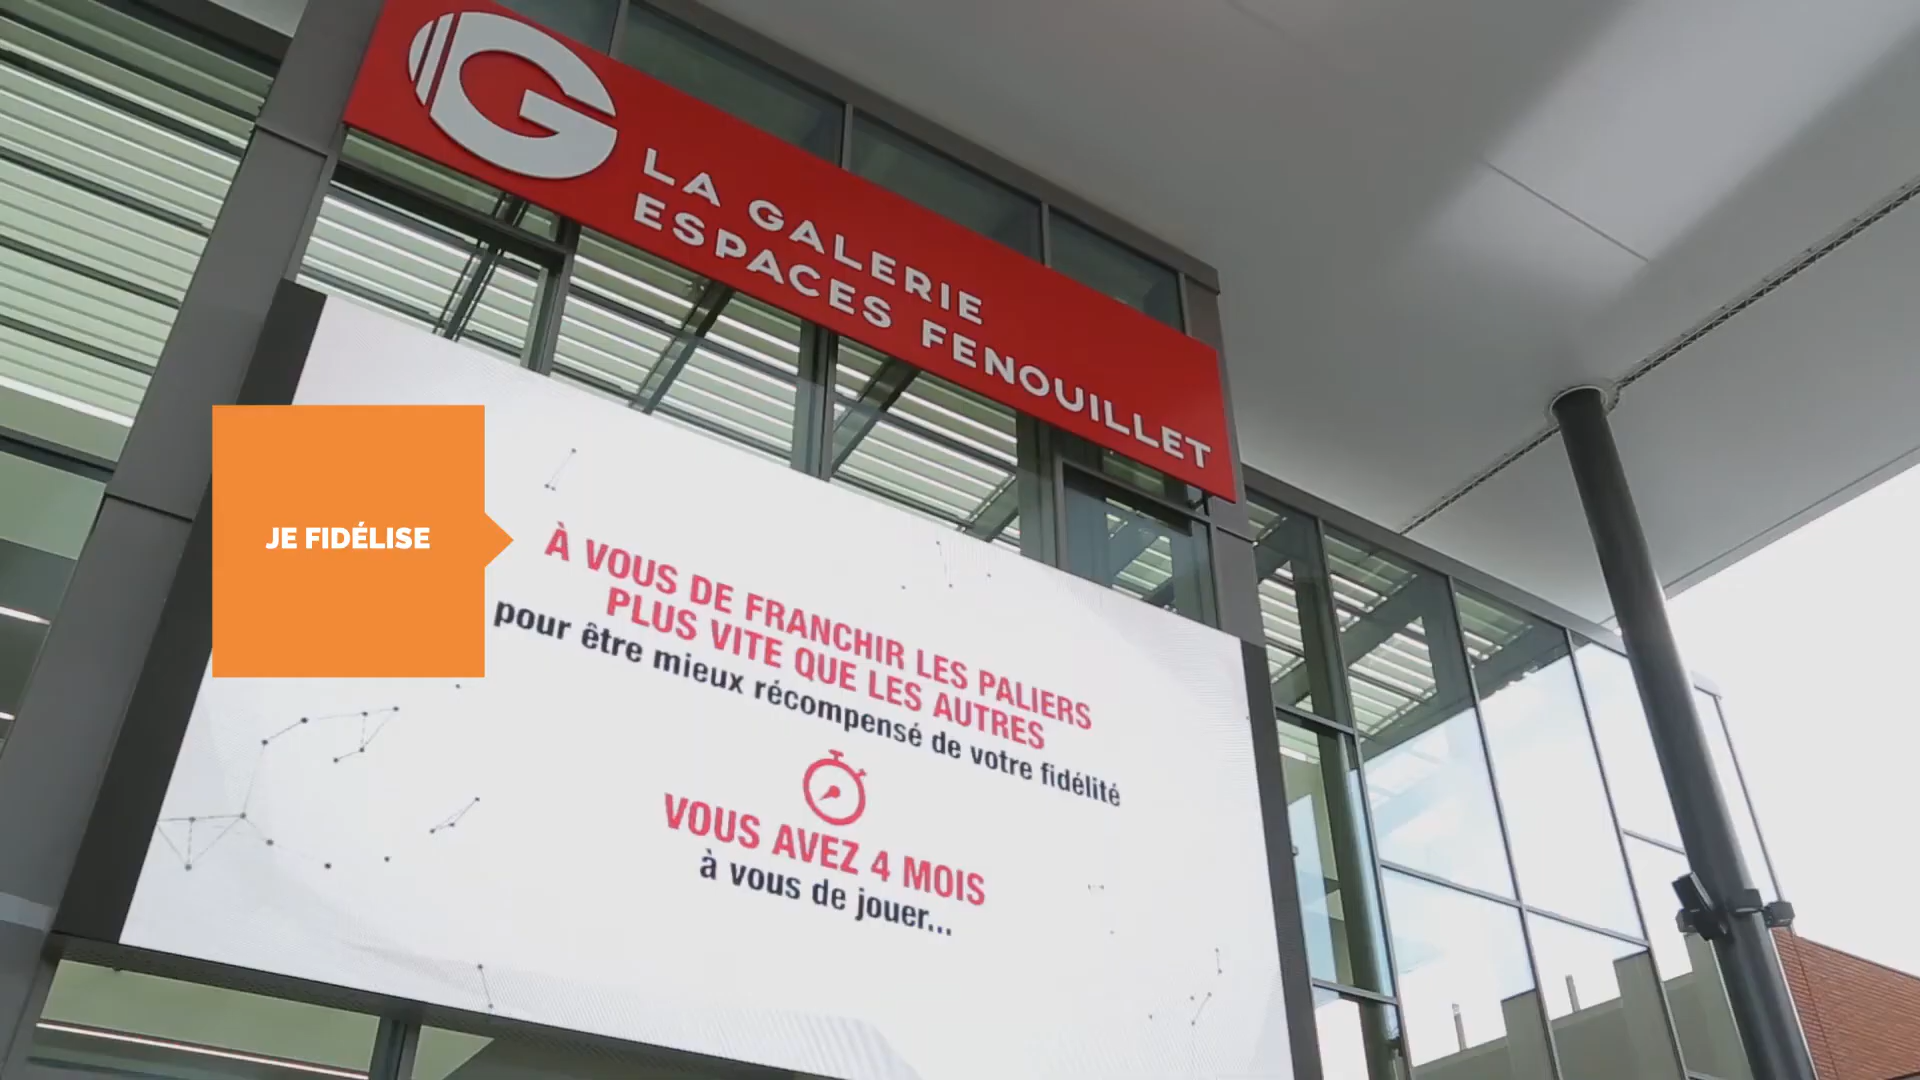 G
LA GALERIE
ESPACES FENOUILLET
JE FIDÉLISE
À VOUS DE FRANCHIR LES PALIERS
PLUS VITE QUE LES AUTRES
pour être mieux récompensé de votre fidélité
VOUS AVEZ 4 MOIS
à vous de jouer...